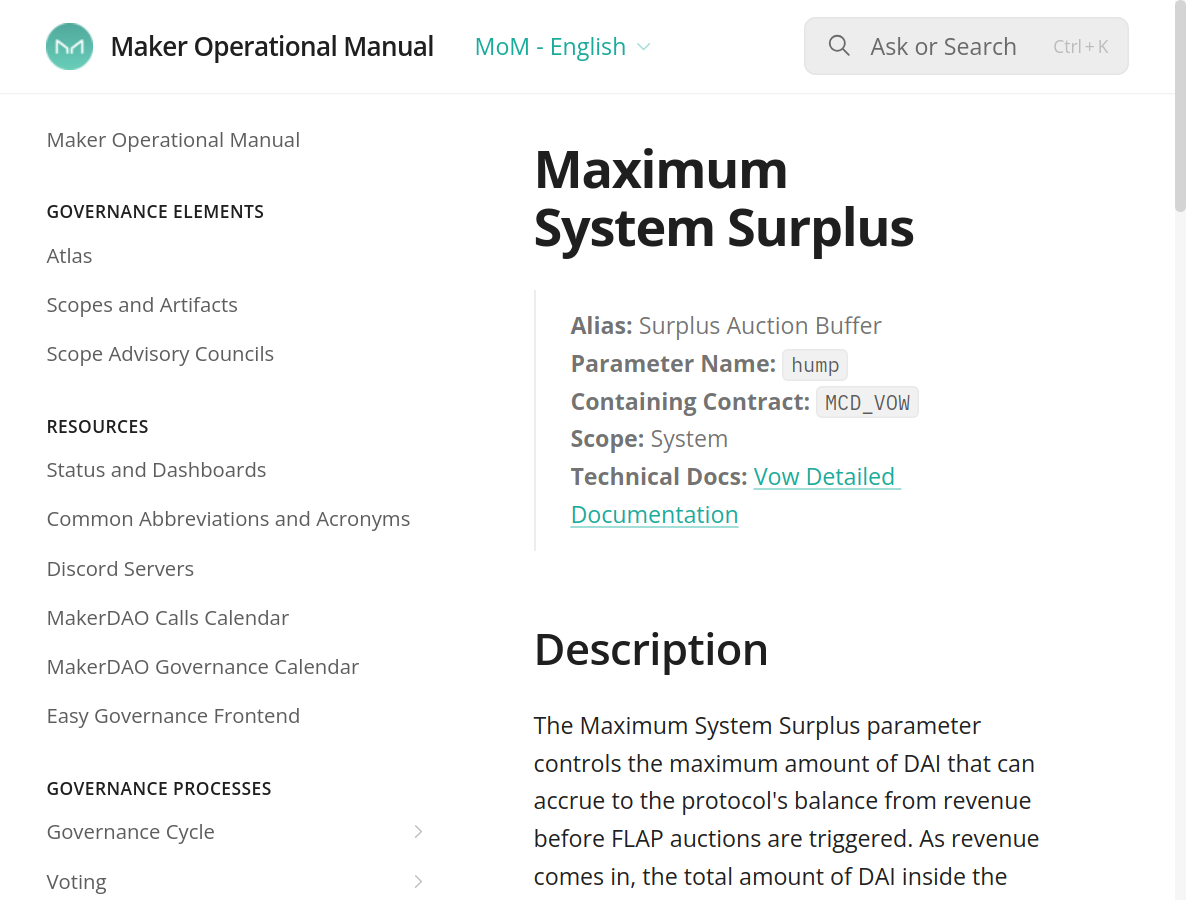 Maker Operational Manual
MoM - English
Ask or Search
Ctrl + K
Maker Operational Manual
GOVERNANCE ELEMENTS
Atlas
Scopes and Artifacts
Scope Advisory Councils
RESOURCES
Status and Dashboards
Common Abbreviations and Acronyms
Discord Servers
MakerDAO Calls Calendar
MakerDAO Governance Calendar
Easy Governance Frontend
GOVERNANCE PROCESSES
Governance Cycle
Voting
Maximum
System Surplus
Alias: Surplus Auction Buffer
Parameter Name: hump
Containing Contract: MCD_VOW
Scope: System
Technical Docs: Vow Detailed
Documentation
Description
The Maximum System Surplus parameter
controls the maximum amount of DAI that can
accrue to the protocol's balance from revenue
before FLAP auctions are triggered. As revenue
comes in, the total amount of DAI inside the